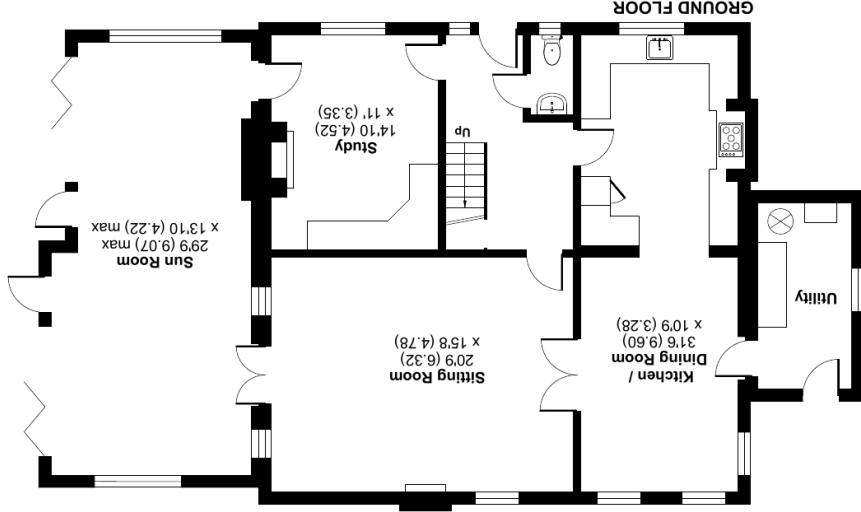 Utility
Kitchen /
Dining Room
31'6 (9.60)
x 10'9 (3.28)
Sitting Room
20'9 (6.32)
x 15'8 (4.78)
Sun Room
29'9 (9.07) max
x 13'10 (4.22) max
Up
Study
14'10 (4.52)
x 11' (3.35)
GROUND FLOOR